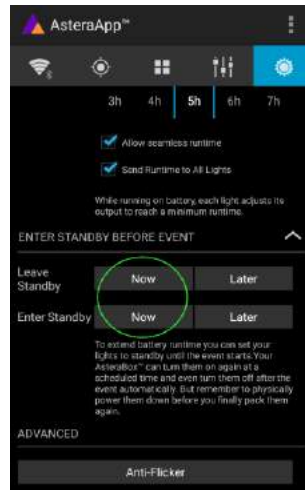 AsteraApp™
3h 4h 5h 6h 7h
Allow seamless runtime
Send Runtime to All Lights
While running on battery, each light adjusts its
output to reach a minimum runtime.
ENTER STANDBY BEFORE EVENT
Leave
Standby
Now
Later
Enter Standby
Now
Later
To extend battery runtime you can set your
lights to standby until the event starts.Your
AsteraBox™ can turn them on again at a
scheduled time and even turn them off after the
event automatically. But remember to physically
power them down before you finally pack them
again.
ADVANCED
Anti-Flicker